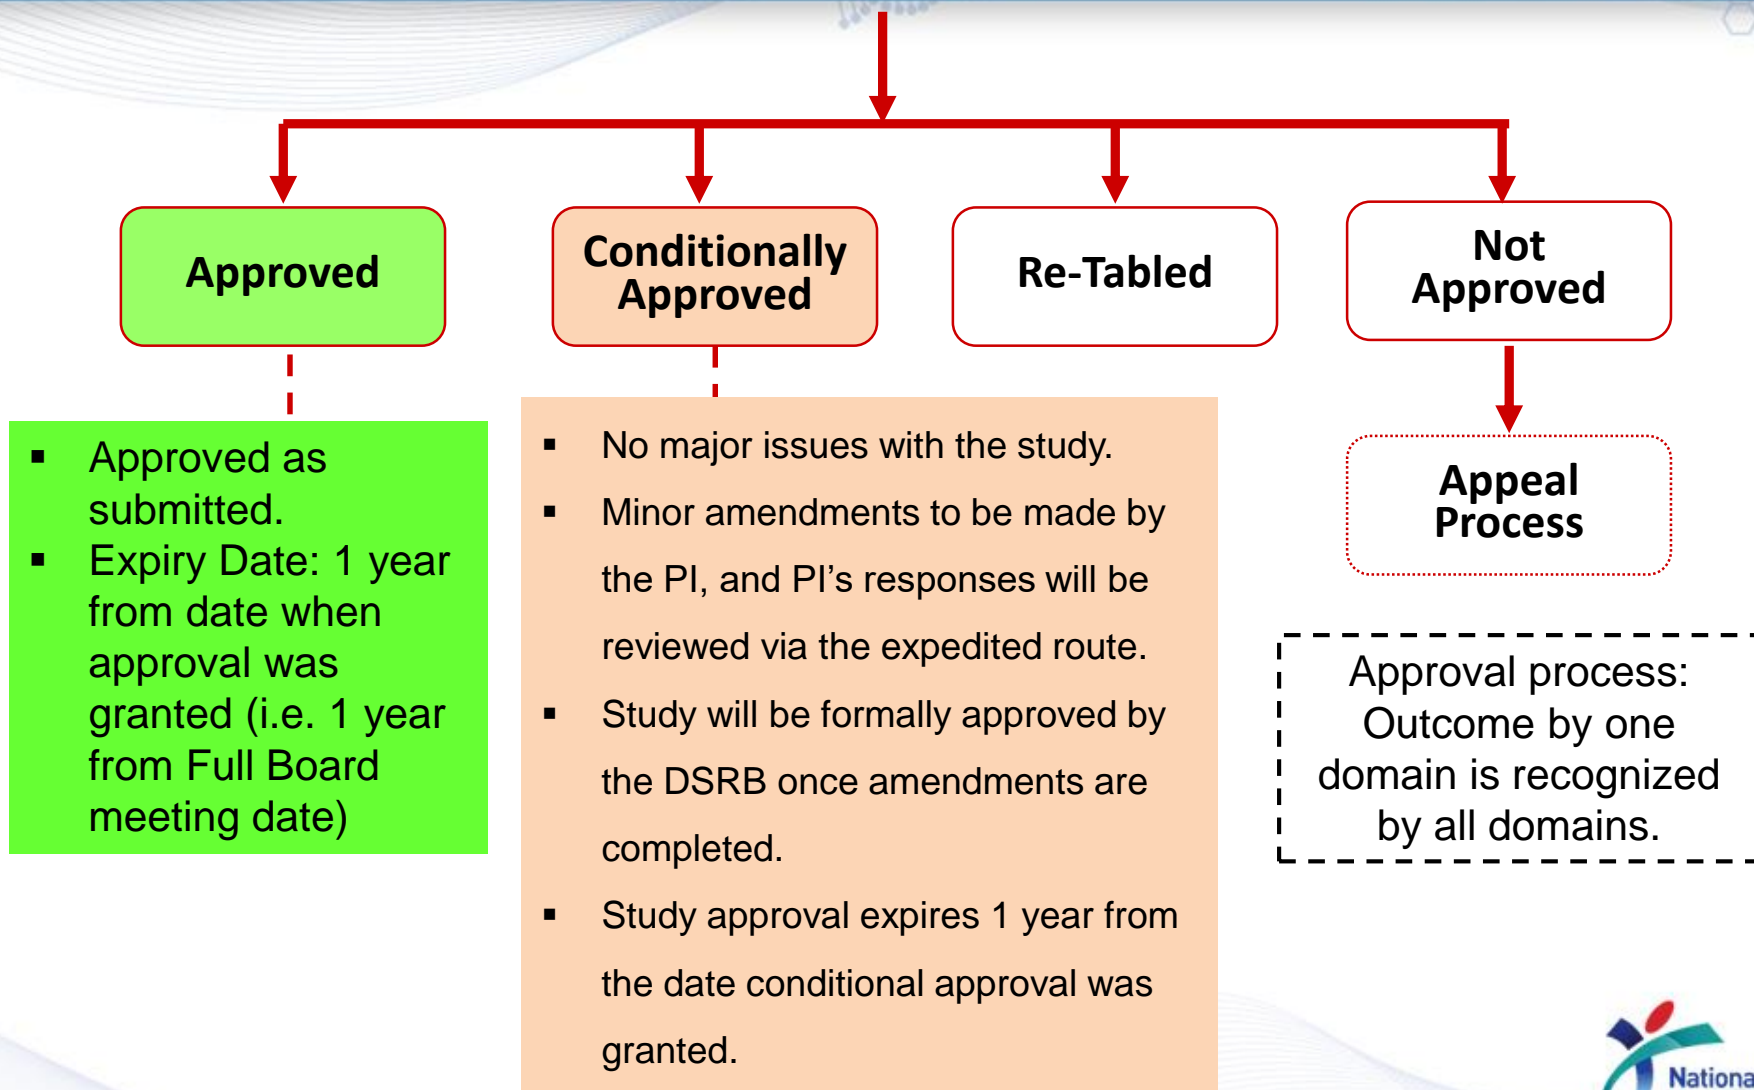 Approved
Conditionally
Approved
Re-Tabled
Not
Approved
▪ Approved as
submitted.
▪ Expiry Date: 1 year
from date when
approval was
granted (i.e. 1 year
from Full Board
meeting date)
▪ No major issues with the study.
▪ Minor amendments to be made by
the PI, and PI’s responses will be
reviewed via the expedited route.
▪ Study will be formally approved by
the DSRB once amendments are
completed.
▪ Study approval expires 1 year from
the date conditional approval was
granted.
Appeal
Process
Approval process:
Outcome by one
domain is recognized
by all domains.
Nationa